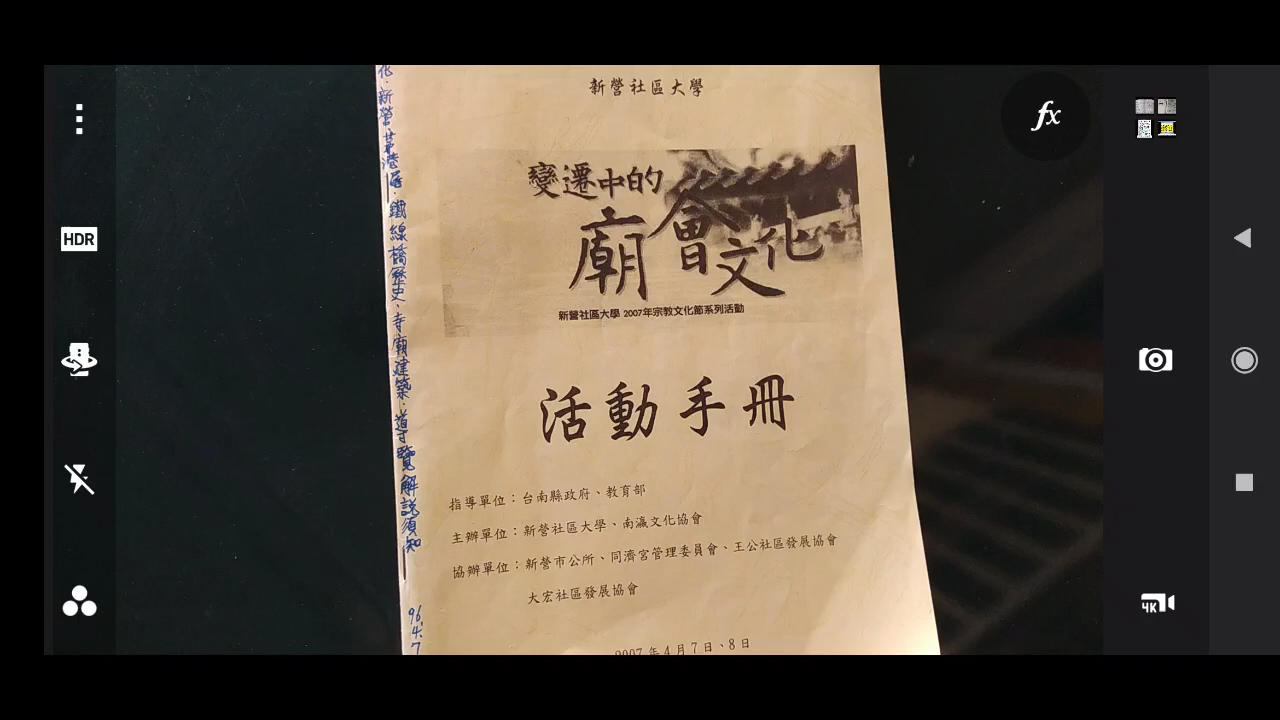 新營社區大學
變遷中的
廟會文化
新營社區大學 2007年宗教文化節系列活動
活動手冊
指導單位：台南縣政府、教育部
主辦單位：新營社區大學、南瀛文化協會
協辦單位：新營市公所、同濟宮管理委員會、王公社區發展協會
大宏社區發展協會
2007年4月7日、8日
化．新營茄苳厝．鐵線橋歷史、寺廟建築．導覽解說須知
96.4.7
HDR
fx
4K